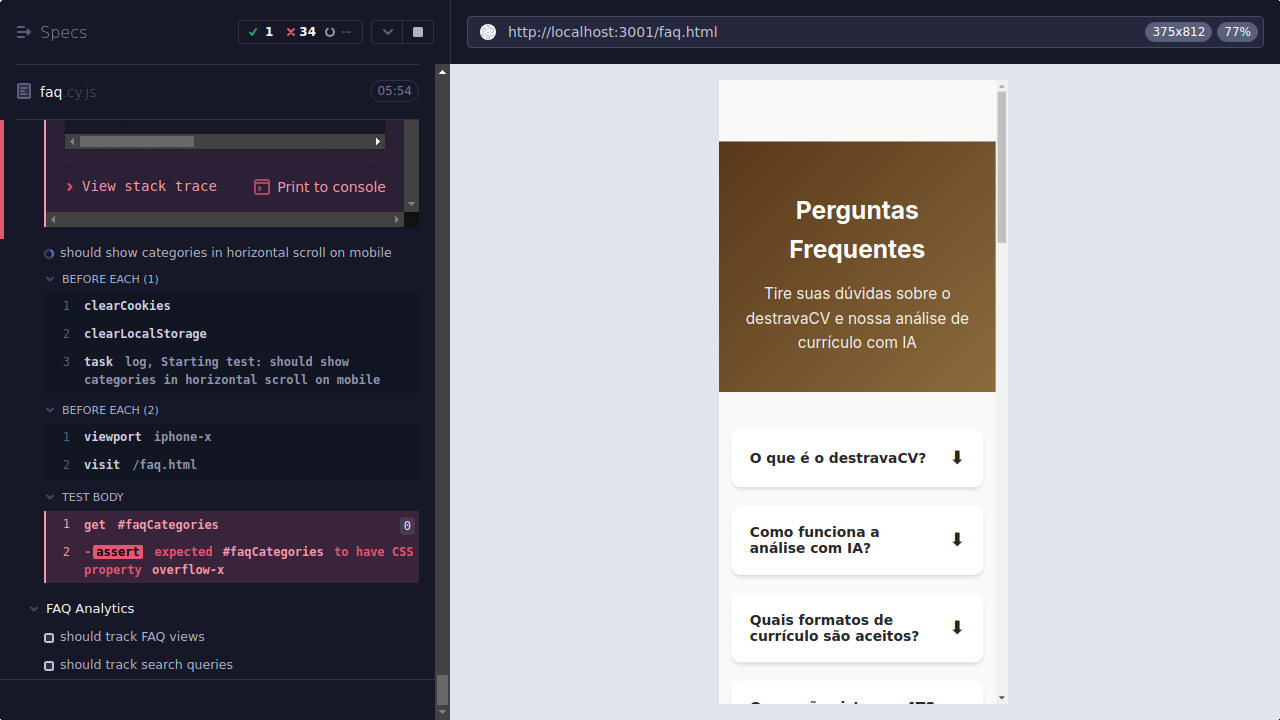 Specs
1
34
--
http://localhost:3001/faq.html
375x812
77%
faq.cy.js
05:54
View stack trace
Print to console
should show categories in horizontal scroll on mobile
BEFORE EACH (1)
1 clearCookies
2 clearLocalStorage
3 task log, Starting test: should show
categories in horizontal scroll on mobile
BEFORE EACH (2)
1 viewport iphone-x
2 visit /faq.html
TEST BODY
1 get #faqCategories 0
2 -assert expected #faqCategories to have CSS
property overflow-x
FAQ Analytics
should track FAQ views
should track search queries
Perguntas
Frequentes
Tire suas dúvidas sobre o
destravaCV e nossa análise de
currículo com IA
O que é o destravaCV?
Como funciona a
análise com IA?
Quais formatos de
currículo são aceitos?